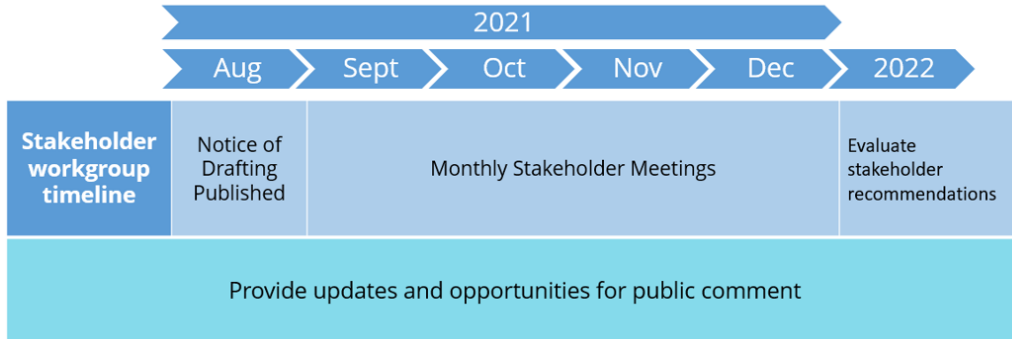 2021
Aug
Sept
Oct
Nov
Dec
2022
Stakeholder
workgroup
timeline
Notice of
Drafting
Published
Monthly Stakeholder Meetings
Evaluate
stakeholder
recommendations
Provide updates and opportunities for public comment